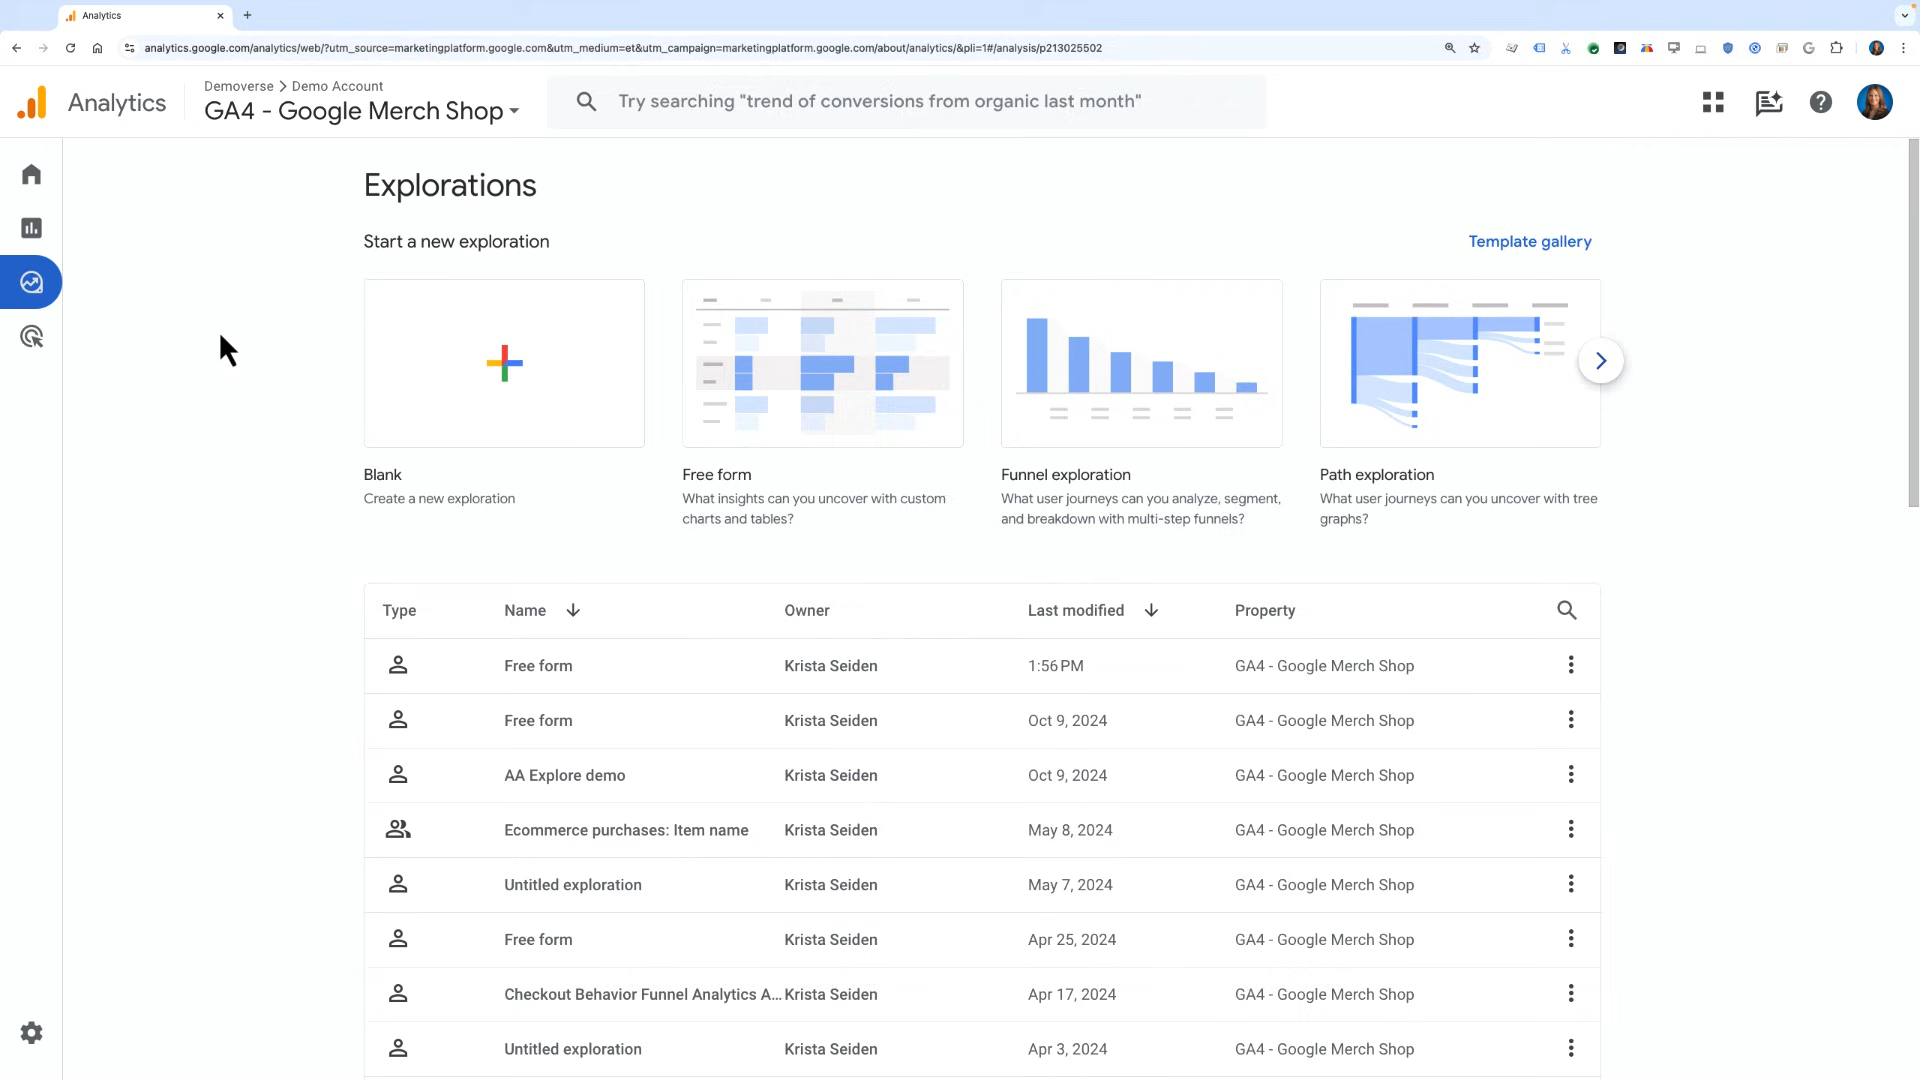 Analytics
analytics.google.com/analytics/web/?utm_source=marketingplatform.google.com&utm_medium=et&utm_campaign=marketingplatform.google.com/about/analytics/&pli=1#/analysis/p213025502
Analytics
Demoverse > Demo Account
GA4 - Google Merch Shop
Try searching "trend of conversions from organic last month"
Explorations
Start a new exploration
Template gallery
Blank
Create a new exploration
Free form
What insights can you uncover with custom
charts and tables?
Funnel exploration
What user journeys can you analyze, segment,
and breakdown with multi-step funnels?
Path exploration
What user journeys can you uncover with tree
graphs?
Type Name Owner Last modified Property
Free form Krista Seiden 1:56 PM GA4 - Google Merch Shop
Free form Krista Seiden Oct 9, 2024 GA4 - Google Merch Shop
AA Explore demo Krista Seiden Oct 9, 2024 GA4 - Google Merch Shop
Ecommerce purchases: Item name Krista Seiden May 8, 2024 GA4 - Google Merch Shop
Untitled exploration Krista Seiden May 7, 2024 GA4 - Google Merch Shop
Free form Krista Seiden Apr 25, 2024 GA4 - Google Merch Shop
Checkout Behavior Funnel Analytics A... Krista Seiden Apr 17, 2024 GA4 - Google Merch Shop
Untitled exploration Krista Seiden Apr 3, 2024 GA4 - Google Merch Shop